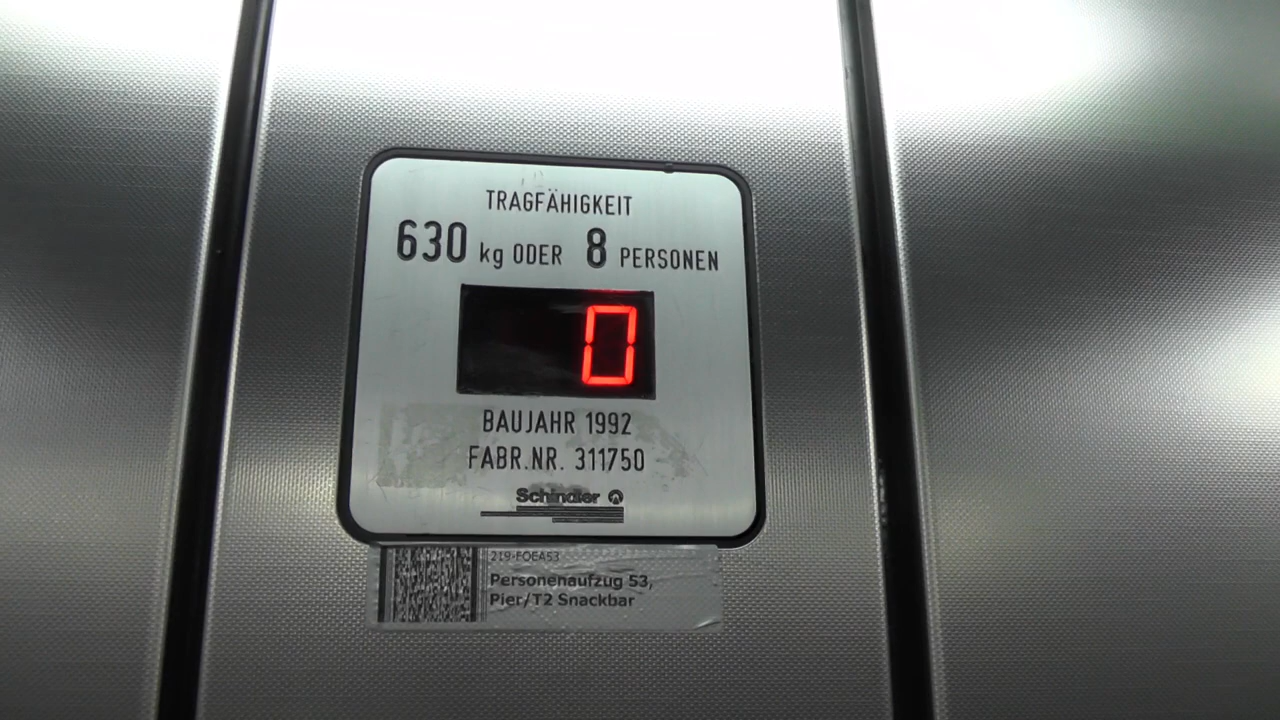 TRAGFÄHIGKEIT
630 kg ODER 8 PERSONEN
0
BAUJAHR 1992
FABR.NR. 311750
Schindler
219-FOEA53
Personenaufzug 53,
Pier/T2 Snackbar